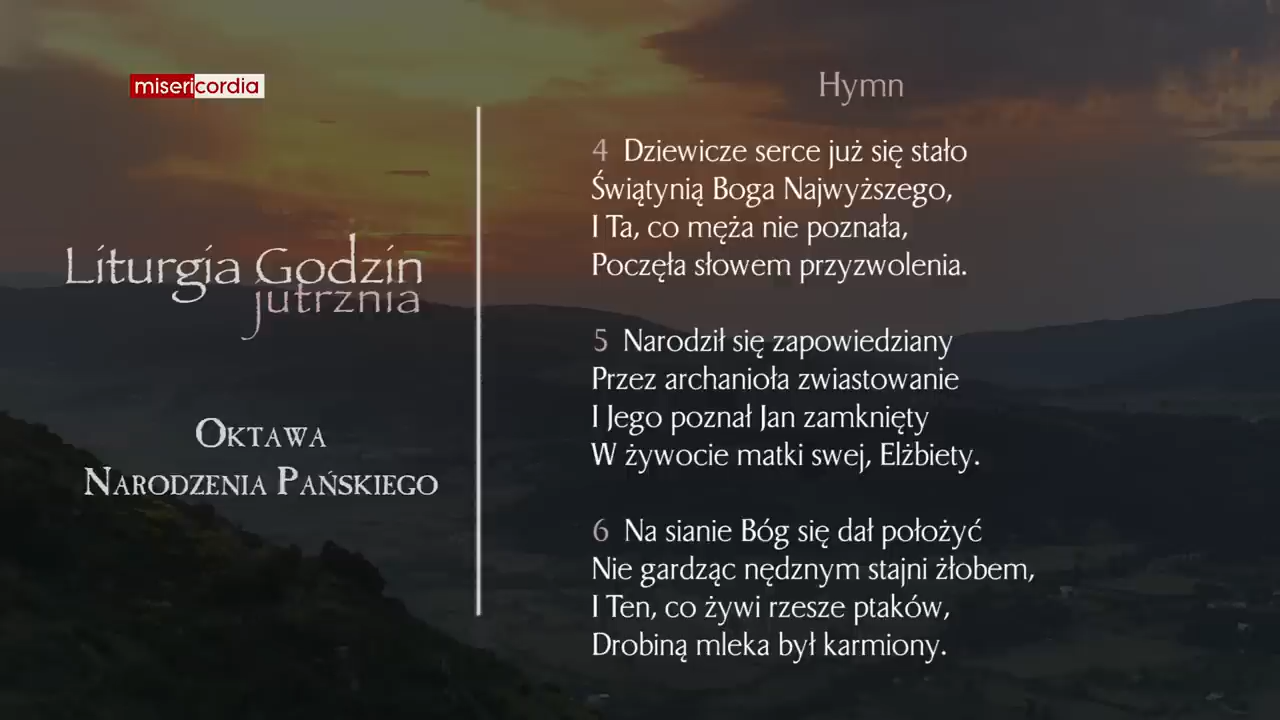 misericordia
Liturgia Godzin
jutrznia
Oktawa
Narodzenia Pańskiego
Hymn
4 Dziewicze serce już się stało
Świątynią Boga Najwyższego,
I Ta, co męża nie poznała,
Poczęła słowem przyzwolenia.
5 Narodził się zapowiedziany
Przez archanioła zwiastowanie
I Jego poznał Jan zamknięty
W żywocie matki swej, Elżbiety.
6 Na sianie Bóg się dał położyć
Nie gardząc nędznym stajni żłobem,
I Ten, co żywi rzesze ptaków,
Drobiną mleka był karmiony.